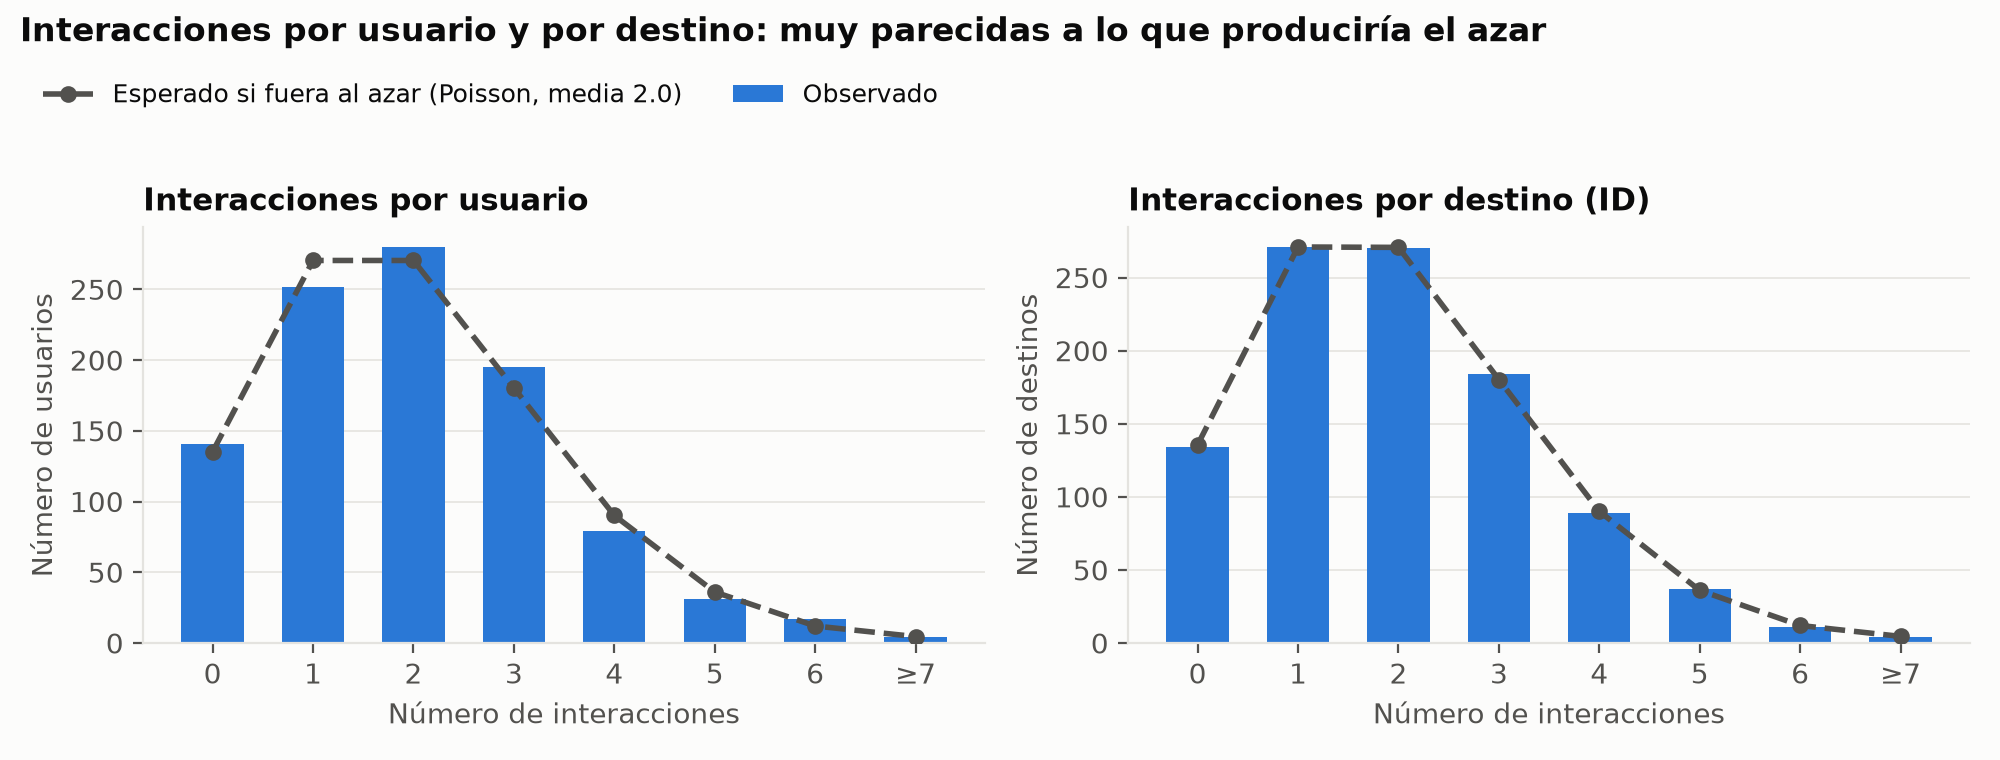 Interacciones por usuario y por destino: muy parecidas a lo que produciría el azar
Esperado si fuera al azar (Poisson, media 2.0)
Observado
Interacciones por usuario
Número de usuarios
250
200
150
100
50
0
0 1 2 3 4 5 6 ≥7
Número de interacciones
Interacciones por destino (ID)
Número de destinos
250
200
150
100
50
0
0 1 2 3 4 5 6 ≥7
Número de interacciones